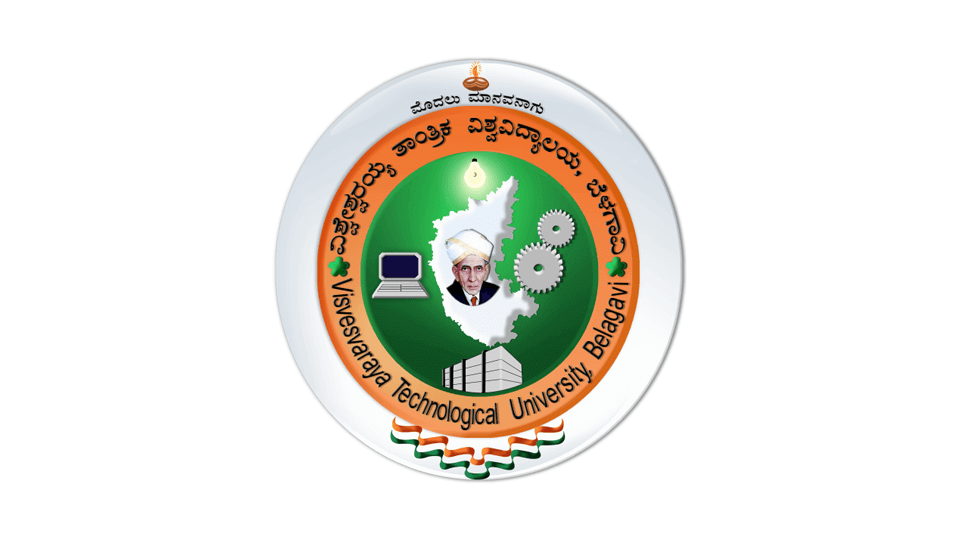 ಮೊದಲು ಮಾನವನಾಗು
ವಿಶ್ವೇಶ್ವರಯ್ಯ ತಾಂತ್ರಿಕ ವಿಶ್ವವಿದ್ಯಾಲಯ, ಬೆಳಗಾವಿ
Visvesvaraya Technological University, Belagavi